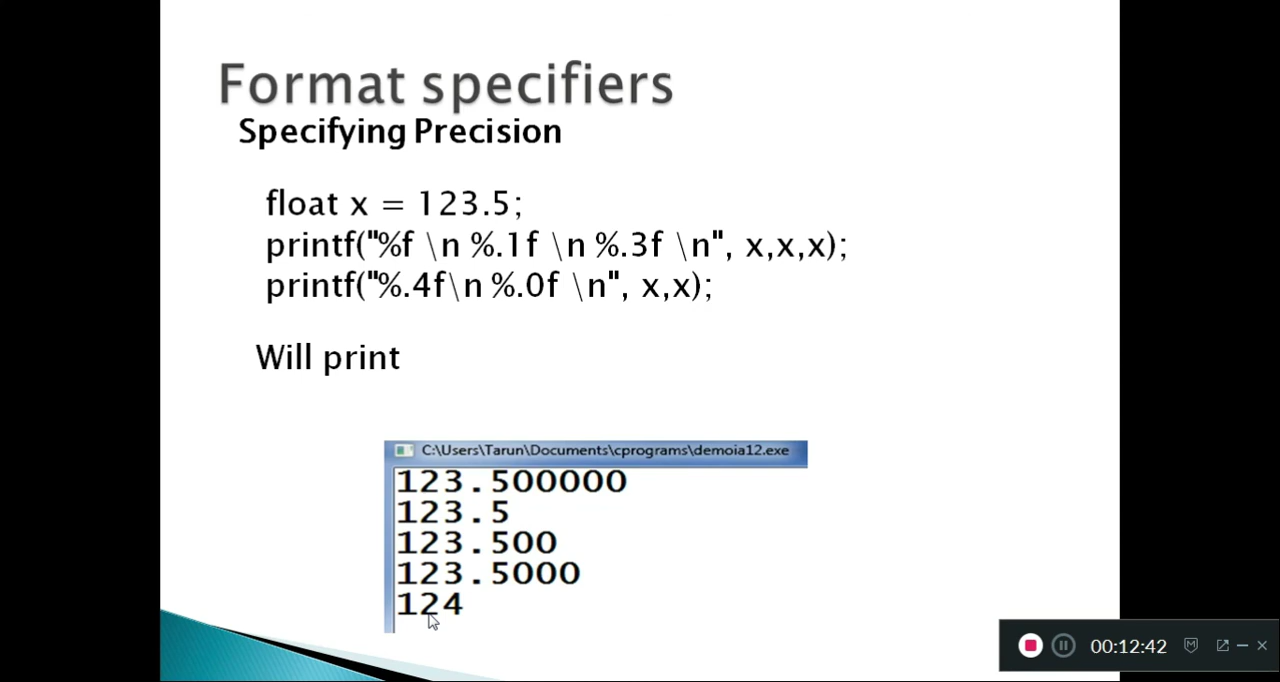 Format specifiers
Specifying Precision
float x = 123.5;
printf("%f \n %.1f \n %.3f \n", x,x,x);
printf("%.4f\n %.0f \n", x,x);
Will print
C:\Users\Tarun\Documents\cprograms\demoia12.exe
123.500000
123.5
123.500
123.5000
124
00:12:42